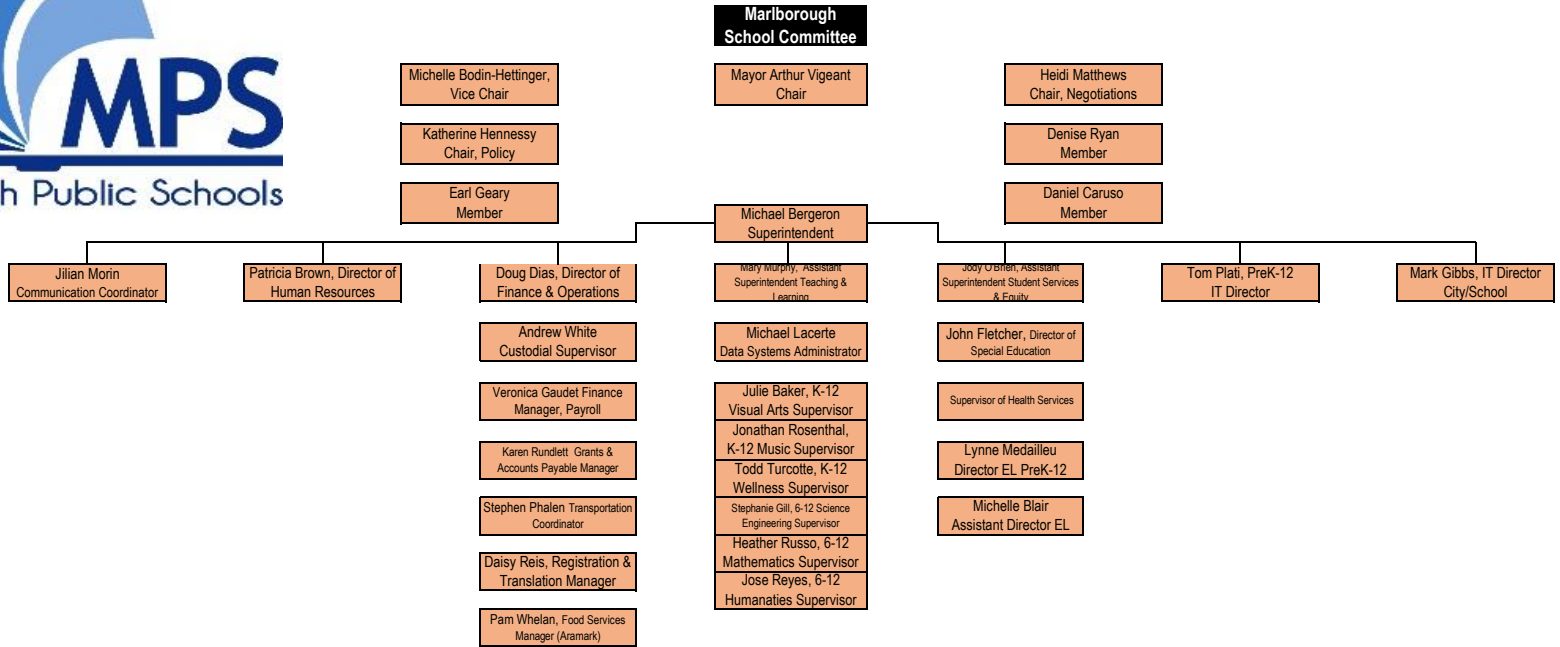 MPS
h Public Schools
Marlborough
School Committee
Michelle Bodin-Hettinger,
Vice Chair
Mayor Arthur Vigeant
Chair
Heidi Matthews
Chair, Negotiations
Katherine Hennessy
Chair, Policy
Denise Ryan
Member
Earl Geary
Member
Daniel Caruso
Member
Michael Bergeron
Superintendent
Jilian Morin
Communication Coordinator
Patricia Brown, Director of
Human Resources
Doug Dias, Director of
Finance & Operations
Mary Murphy, Assistant
Superintendent Teaching &
Learning
Jody O'Brien, Assistant
Superintendent Student Services
& Equity
Tom Plati, PreK-12
IT Director
Mark Gibbs, IT Director
City/School
Andrew White
Custodial Supervisor
Michael Lacerte
Data Systems Administrator
John Fletcher, Director of
Special Education
Veronica Gaudet Finance
Manager, Payroll
Julie Baker, K-12
Visual Arts Supervisor
Supervisor of Health Services
Jonathan Rosenthal,
K-12 Music Supervisor
Karen Rundlett Grants &
Accounts Payable Manager
Lynne Medailleu
Director EL PreK-12
Todd Turcotte, K-12
Wellness Supervisor
Stephen Phalen Transportation
Coordinator
Stephanie Gill, 6-12 Science
Engineering Supervisor
Michelle Blair
Assistant Director EL
Heather Russo, 6-12
Mathematics Supervisor
Daisy Reis, Registration &
Translation Manager
Jose Reyes, 6-12
Humanaties Supervisor
Pam Whelan, Food Services
Manager (Aramark)